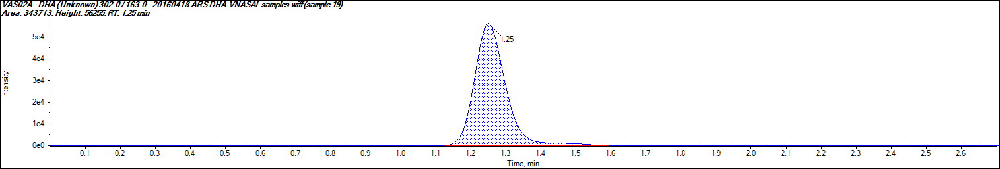 VAS02A - DHA (Unknown) 302.0 / 163.0 - 20160418 ARS DHA VNASAL samples.wiff (sample 19)
Area: 343713, Height: 56255, RT: 1.25 min
1.25
5e4
4e4
3e4
2e4
1e4
0e0
Intensity
0.1 0.2 0.3 0.4 0.5 0.6 0.7 0.8 0.9 1.0 1.1 1.2 1.3 1.4 1.5 1.6 1.7 1.8 1.9 2.0 2.1 2.2 2.3 2.4 2.5 2.6
Time, min